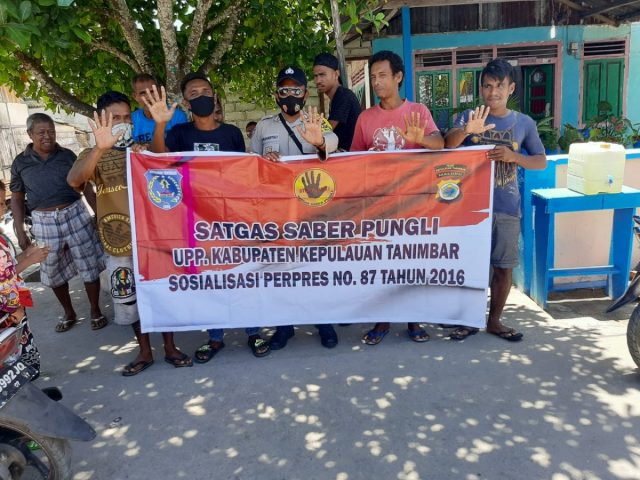 SATGAS SABER PUNGLI
UPP. KABUPATEN KEPULAUAN TANIMBAR
SOSIALISASI PERPRES NO. 87 TAHUN 2016